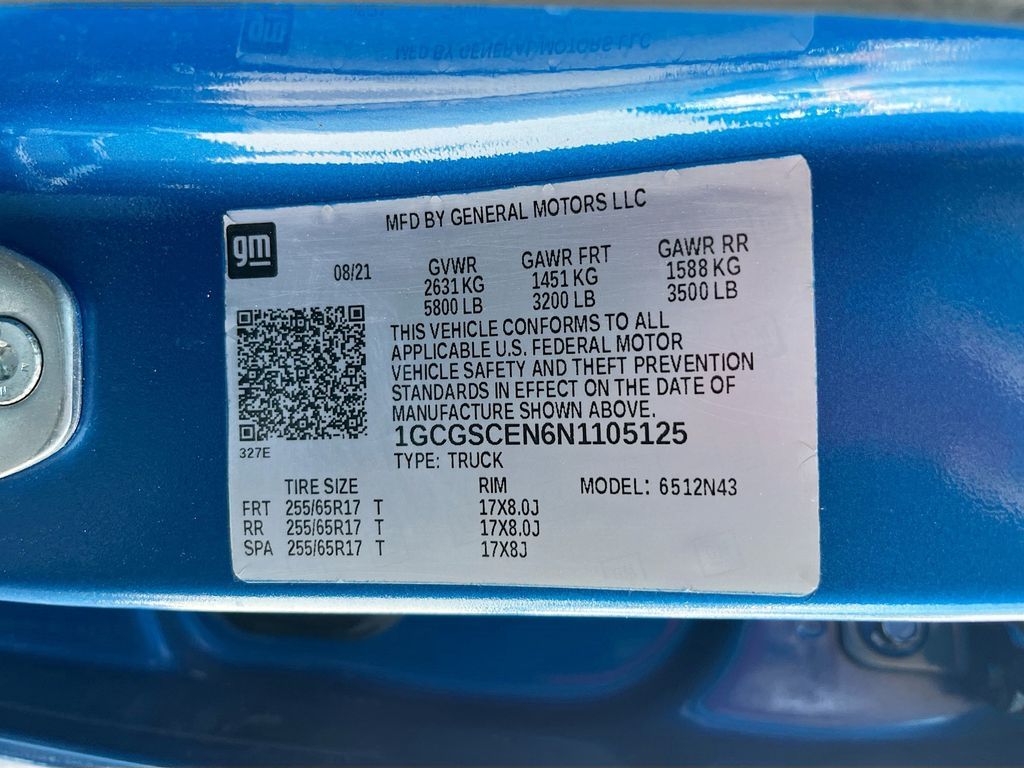 MFD BY GENERAL MOTORS LLC
gm
08/21
GVWR
2631 KG
5800 LB
GAWR FRT
1451 KG
3200 LB
GAWR RR
1588 KG
3500 LB
THIS VEHICLE CONFORMS TO ALL
APPLICABLE U.S. FEDERAL MOTOR
VEHICLE SAFETY AND THEFT PREVENTION
STANDARDS IN EFFECT ON THE DATE OF
MANUFACTURE SHOWN ABOVE.
327E
1GCGSCEN6N1105125
TYPE: TRUCK
TIRE SIZE RIM MODEL: 6512N43
FRT 255/65R17 T 17X8.0J
RR 255/65R17 T 17X8.0J
SPA 255/65R17 T 17X8J